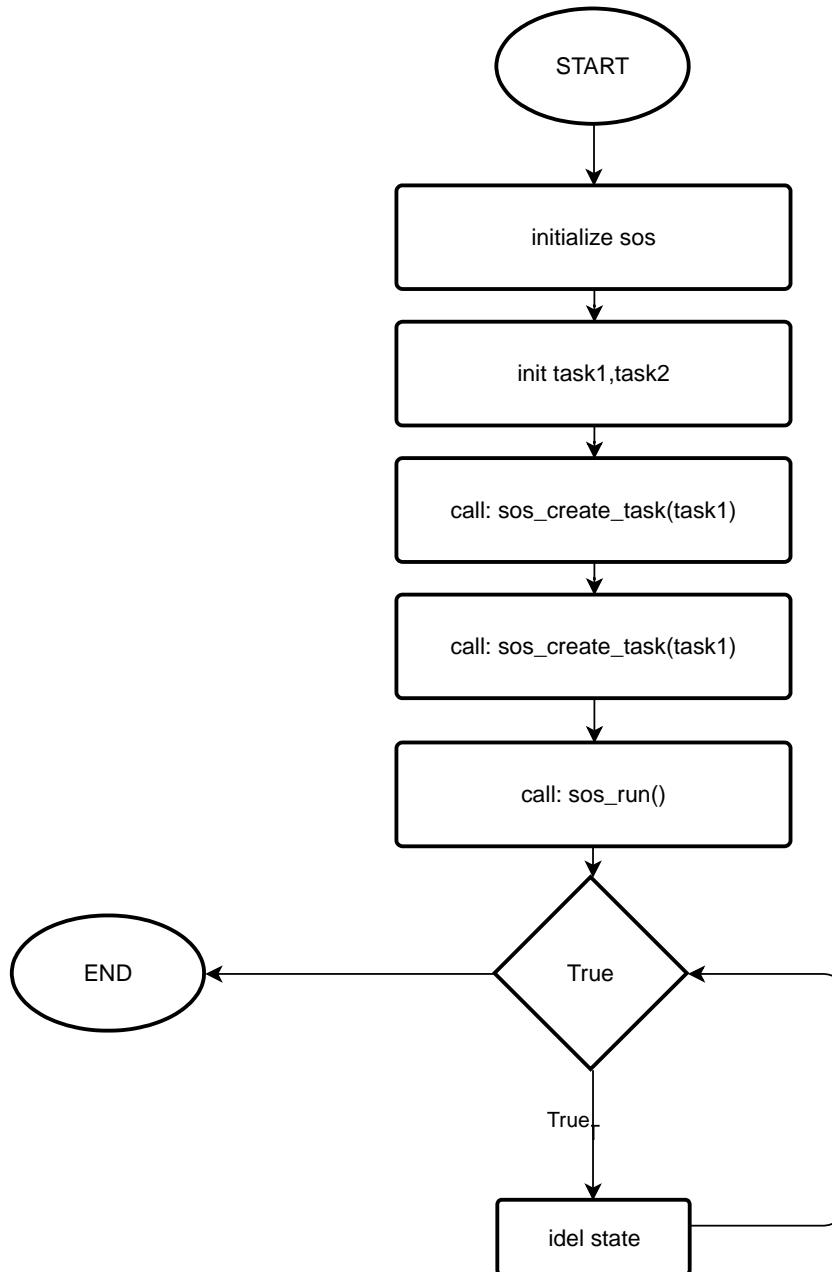 START
initialize sos
init task1,task2
call: sos_create_task(task1)
call: sos_create_task(task1)
call: sos_run()
END
True
True
idel state